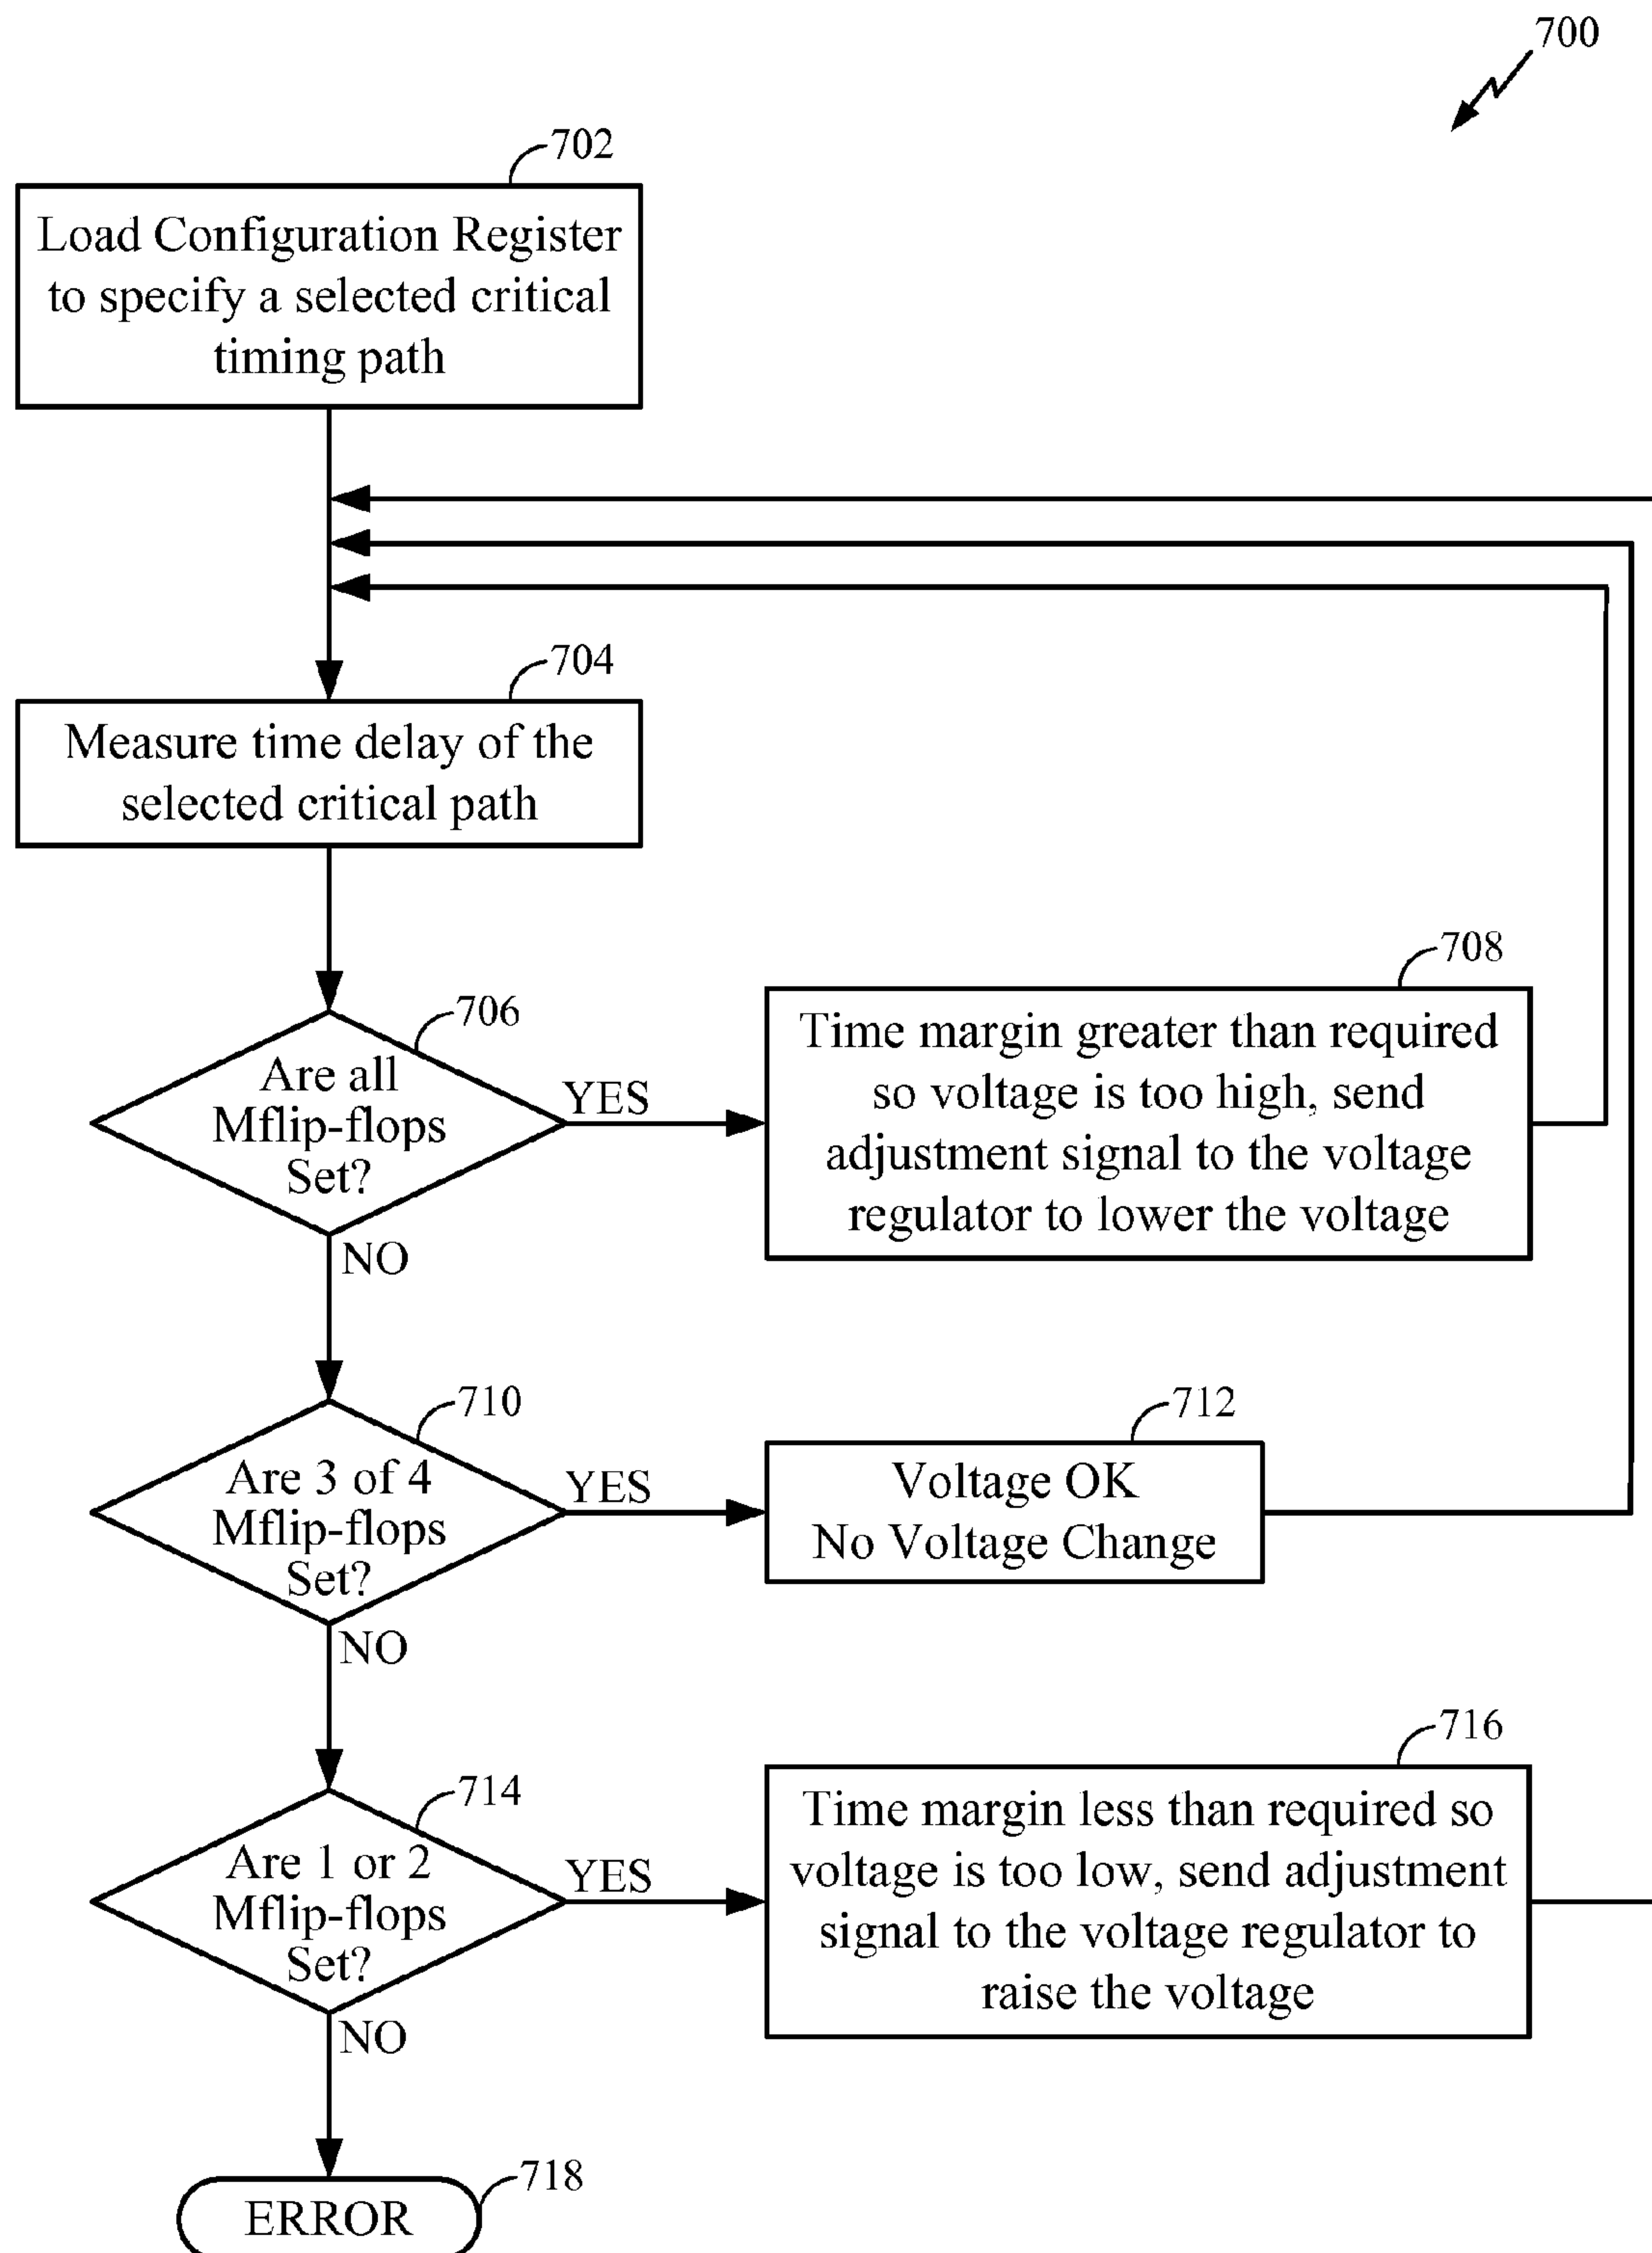 700
702
Load Configuration Register
to specify a selected critical
timing path
704
Measure time delay of the
selected critical path
706
Are all
Mflip-flops
Set?
YES
NO
708
Time margin greater than required
so voltage is too high, send
adjustment signal to the voltage
regulator to lower the voltage
710
Are 3 of 4
Mflip-flops
Set?
YES
NO
712
Voltage OK
No Voltage Change
714
Are 1 or 2
Mflip-flops
Set?
YES
NO
716
Time margin less than required so
voltage is too low, send adjustment
signal to the voltage regulator to
raise the voltage
718
ERROR